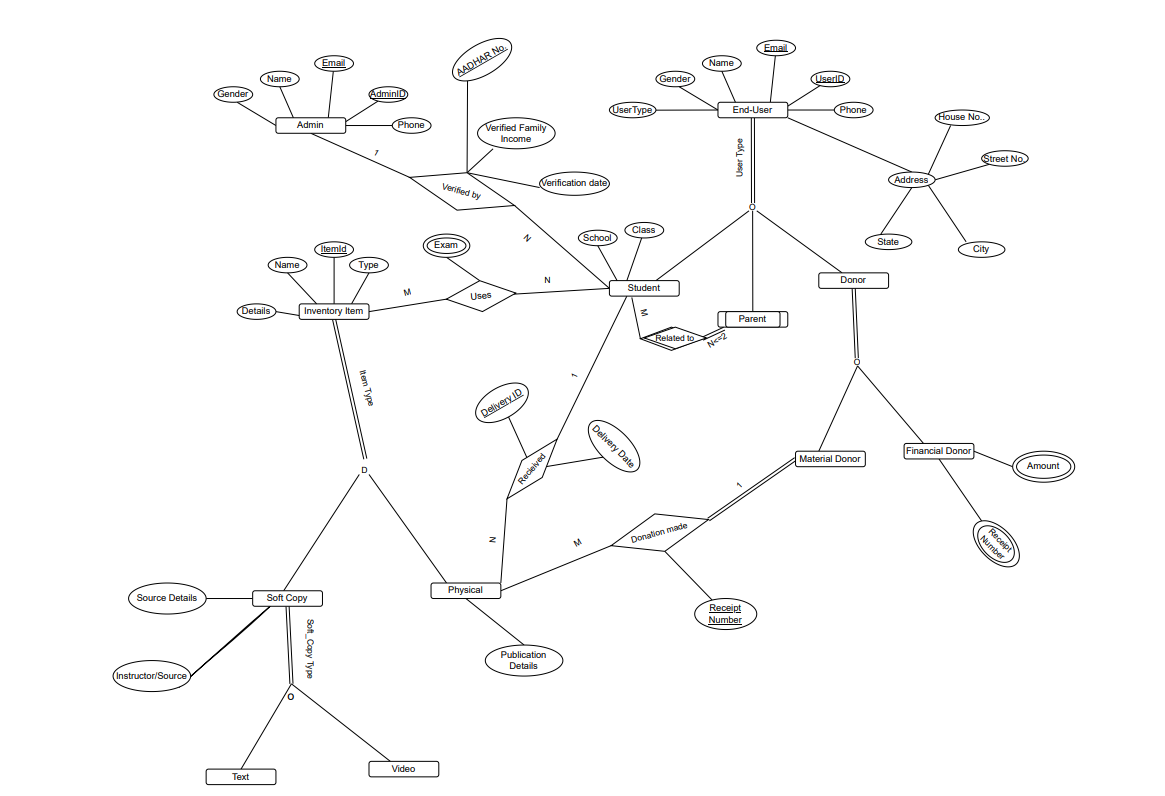 AADHAR No.
Email
Name
Gender
AdminID
Admin
Phone
Verified Family
Income
Verification date
1
Verified by
N
Email
Name
Gender
UserID
UserType
End-User
Phone
House No..
Street No.
Address
State
City
User Type
O
School
Class
Student
Donor
Exam
ItemId
Name
Type
Details
Inventory Item
M
Uses
N
M
Related to
N<=2
Parent
O
Item Type
1
Delivery ID
Delivery Date
Recieived
N
Material Donor
Financial Donor
Amount
Receipt
Number
D
1
Donation made
M
Receipt
Number
Physical
Publication
Details
Source Details
Soft Copy
Instructor/Source
Soft_Copy Type
O
Text
Video